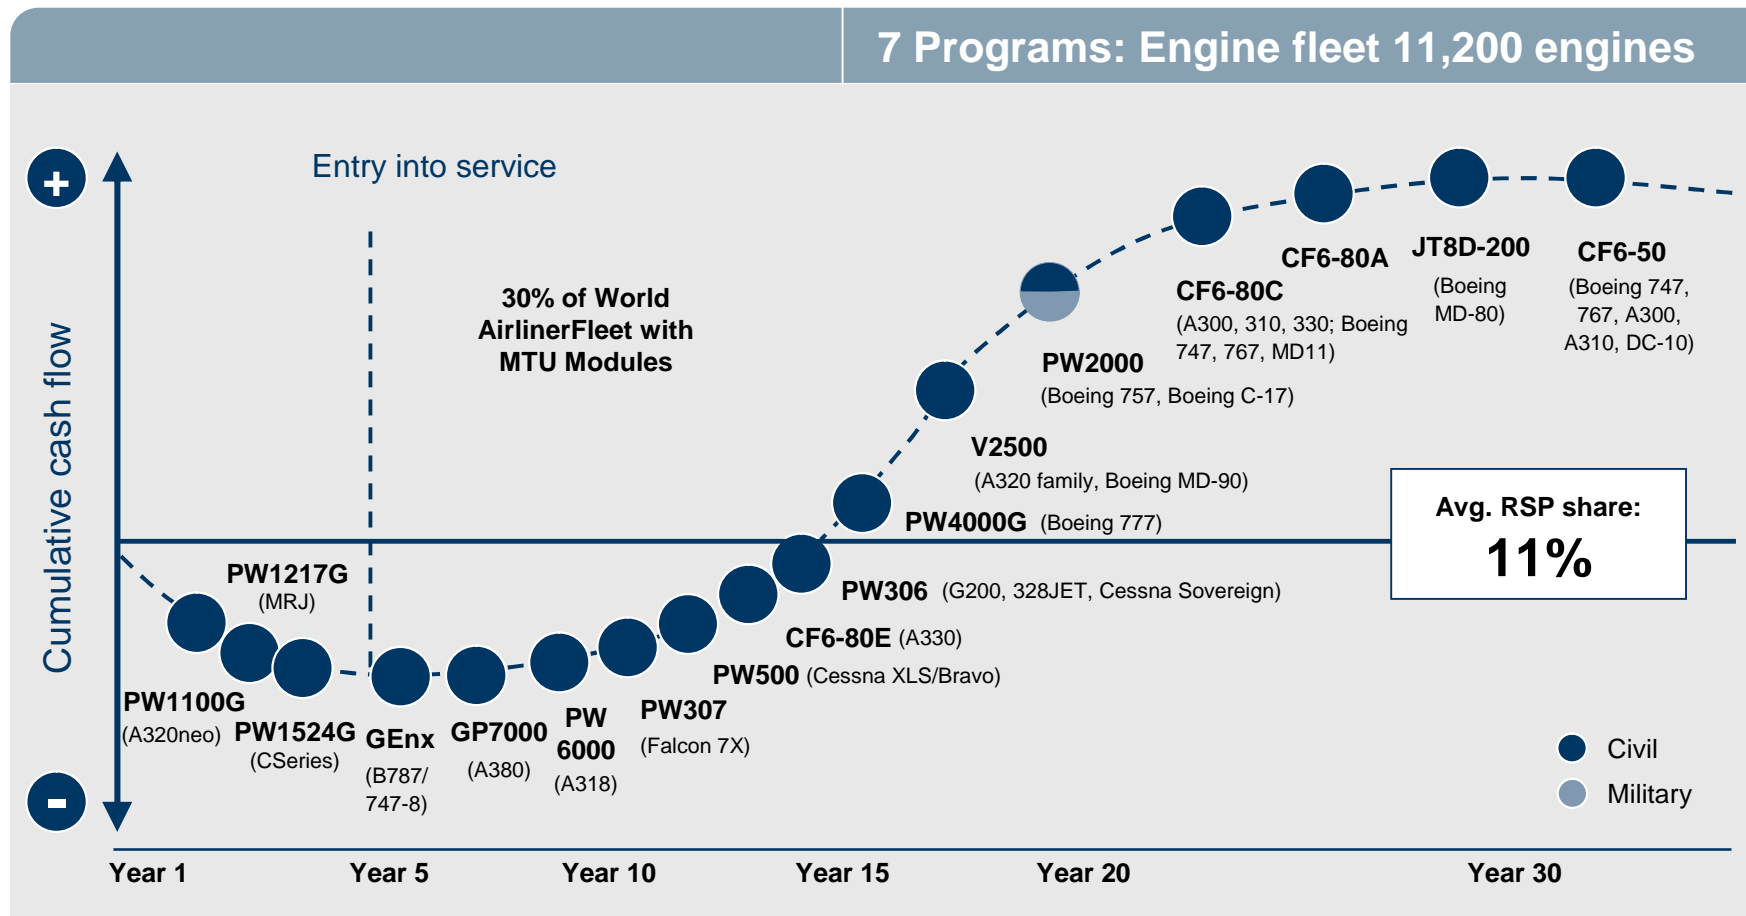 7 Programs: Engine fleet 11,200 engines
+
Entry into service
Cumulative cash flow
30% of World
AirlinerFleet with
MTU Modules
CF6-80A
JT8D-200
(Boeing
MD-80)
CF6-50
(Boeing 747,
767, A300,
A310, DC-10)
CF6-80C
(A300, 310, 330; Boeing
747, 767, MD11)
PW2000
(Boeing 757, Boeing C-17)
V2500
(A320 family, Boeing MD-90)
PW4000G (Boeing 777)
Avg. RSP share:
11%
PW1217G
(MRJ)
PW306 (G200, 328JET, Cessna Sovereign)
CF6-80E (A330)
PW500 (Cessna XLS/Bravo)
PW1100G
(A320neo)
PW1524G
(CSeries)
GEnx
(B787/
747-8)
GP7000
(A380)
PW
6000
(A318)
PW307
(Falcon 7X)
-
Civil
Military
Year 1
Year 5
Year 10
Year 15
Year 20
Year 30